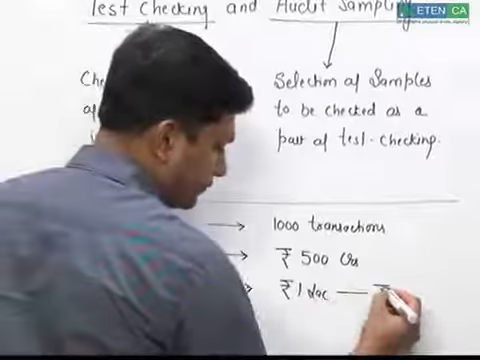 Test Checking and Audit Sampling
ETEN CA
Selection of Samples
to be checked as a
part of test-checking.
→ 1000 transactions
→ ₹ 500 Crs
₹ 1 Lac — ₹